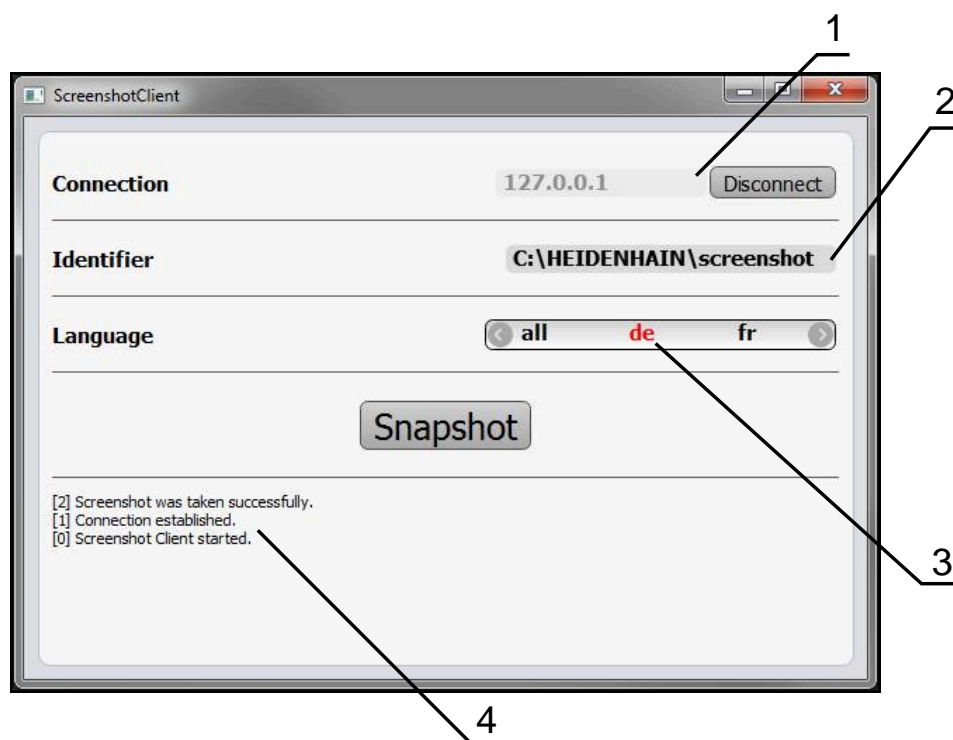 1
ScreenshotClient
2
Connection 127.0.0.1 Disconnect
Identifier C:\HEIDENHAIN\screenshot
Language all de fr
Snapshot
[2] Screenshot was taken successfully.
[1] Connection established.
[0] Screenshot Client started.
3
4